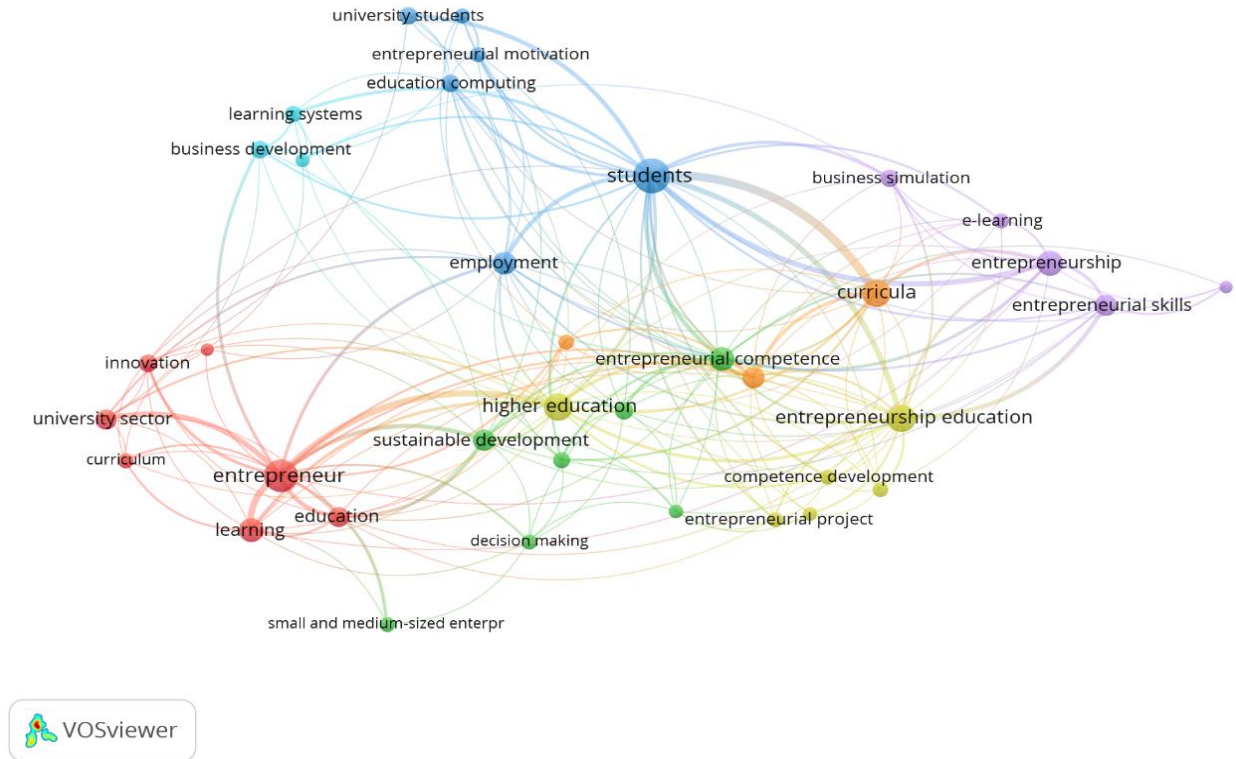 university students
entrepreneurial motivation
education computing
learning systems
business development
students
business simulation
e-learning
employment
entrepreneurship
curricula
entrepreneurial skills
innovation
entrepreneurial competence
higher education
university sector
entrepreneurship education
sustainable development
curriculum
entrepreneur
competence development
education
entrepreneurial project
learning
decision making
small and medium-sized enterpr
VOSviewer